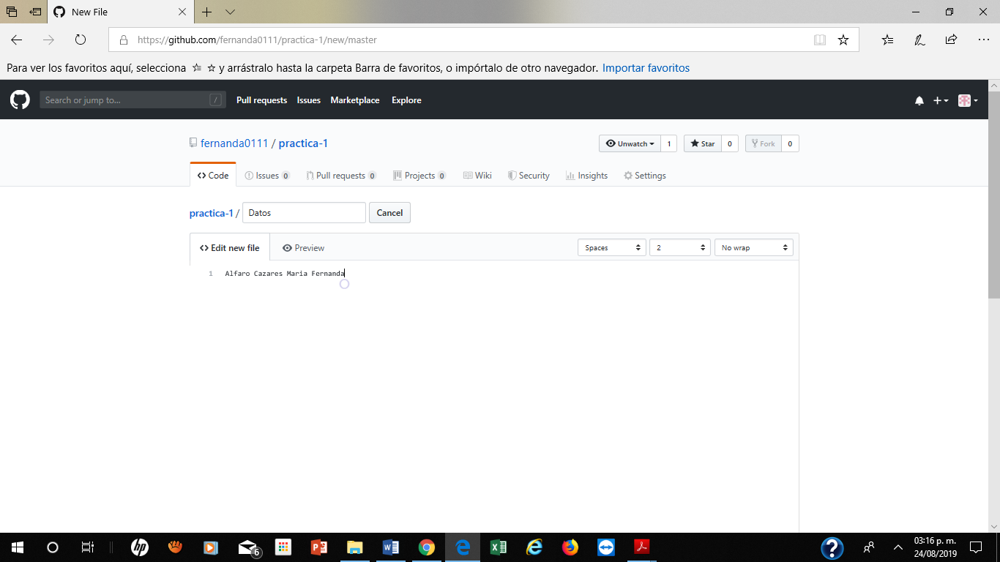 New File
https://github.com/fernanda0111/practica-1/new/master
Para ver los favoritos aquí, selecciona y arrástralo hasta la carpeta Barra de favoritos, o impórtalo de otro navegador. Importar favoritos
Search or jump to... / Pull requests Issues Marketplace Explore
fernanda0111 / practica-1 Unwatch 1 Star 0 Fork 0
Code Issues 0 Pull requests 0 Projects 0 Wiki Security Insights Settings
practica-1 / Datos Cancel
Edit new file Preview Spaces 2 No wrap
1 Alfaro Cazares Maria Fernanda
03:16 p. m.
hp 6 24/08/2019